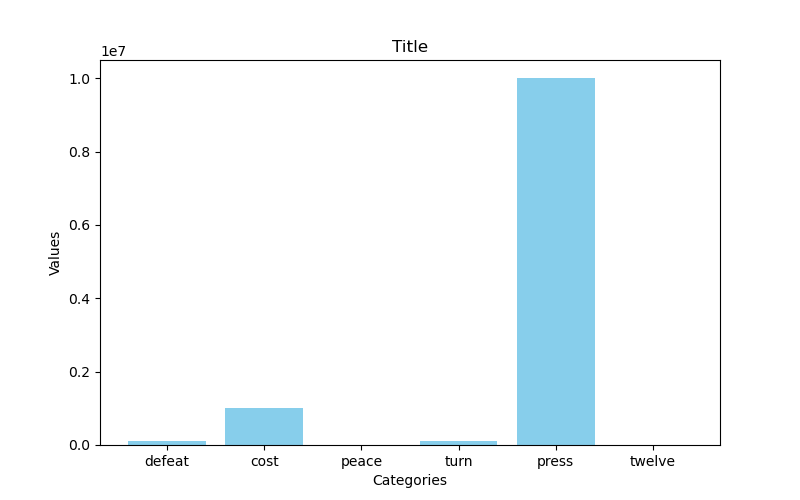 Title
1e7
1.0
0.8
0.6
0.4
0.2
0.0
Values
defeat cost peace turn press twelve
Categories